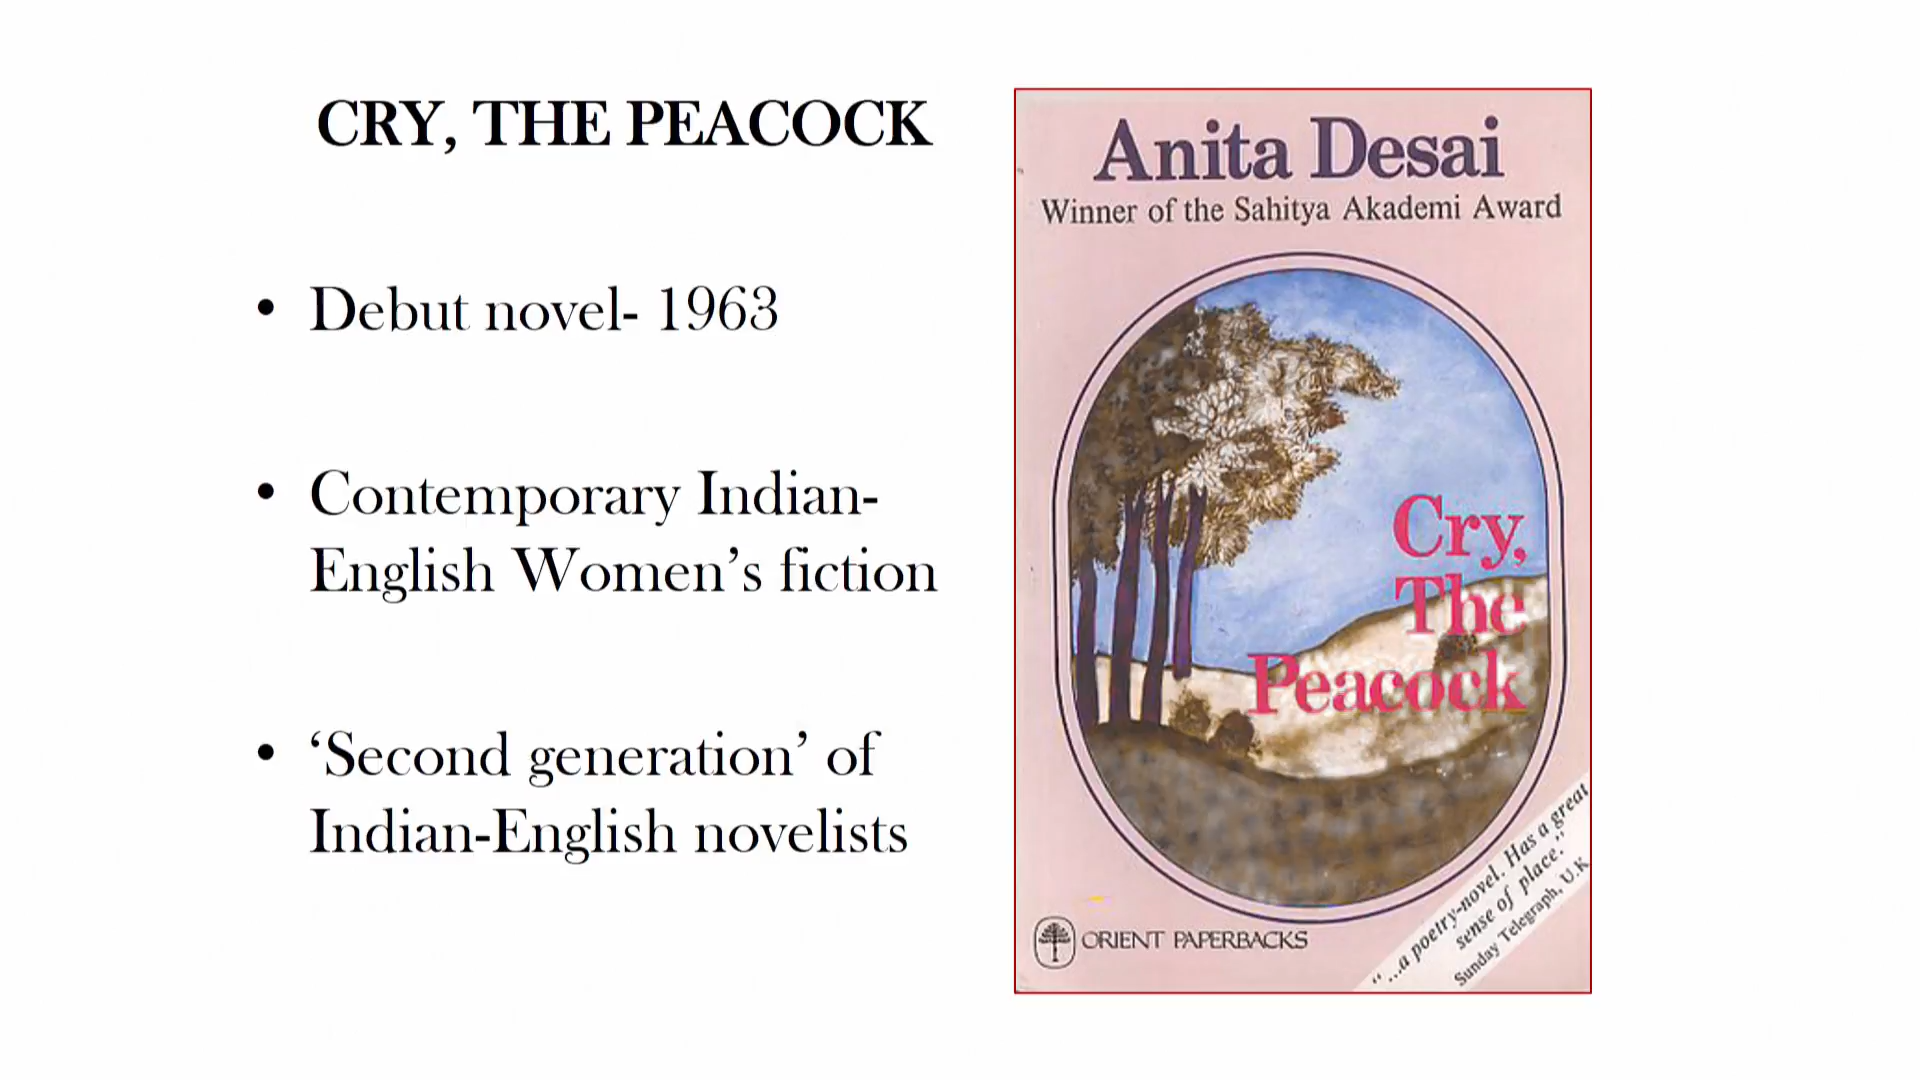 CRY, THE PEACOCK
• Debut novel- 1963
• Contemporary Indian-
English Women’s fiction
• ‘Second generation’ of
Indian-English novelists
Anita Desai
Winner of the Sahitya Akademi Award
Cry,
The
Peacock
"...a poetry-novel. Has a great
sense of place."
Sunday Telegraph, U.K
ORIENT PAPERBACKS